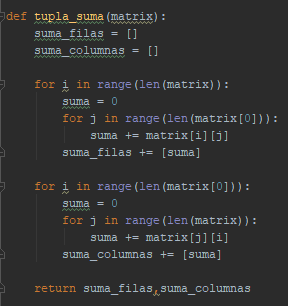 def tupla_suma(matrix):
    suma_filas = []
    suma_columnas = []

    for i in range(len(matrix)):
        suma = 0
        for j in range(len(matrix[0])):
            suma += matrix[i][j]
        suma_filas += [suma]

    for i in range(len(matrix[0])):
        suma = 0
        for j in range(len(matrix)):
            suma += matrix[j][i]
        suma_columnas += [suma]

    return suma_filas,suma_columnas